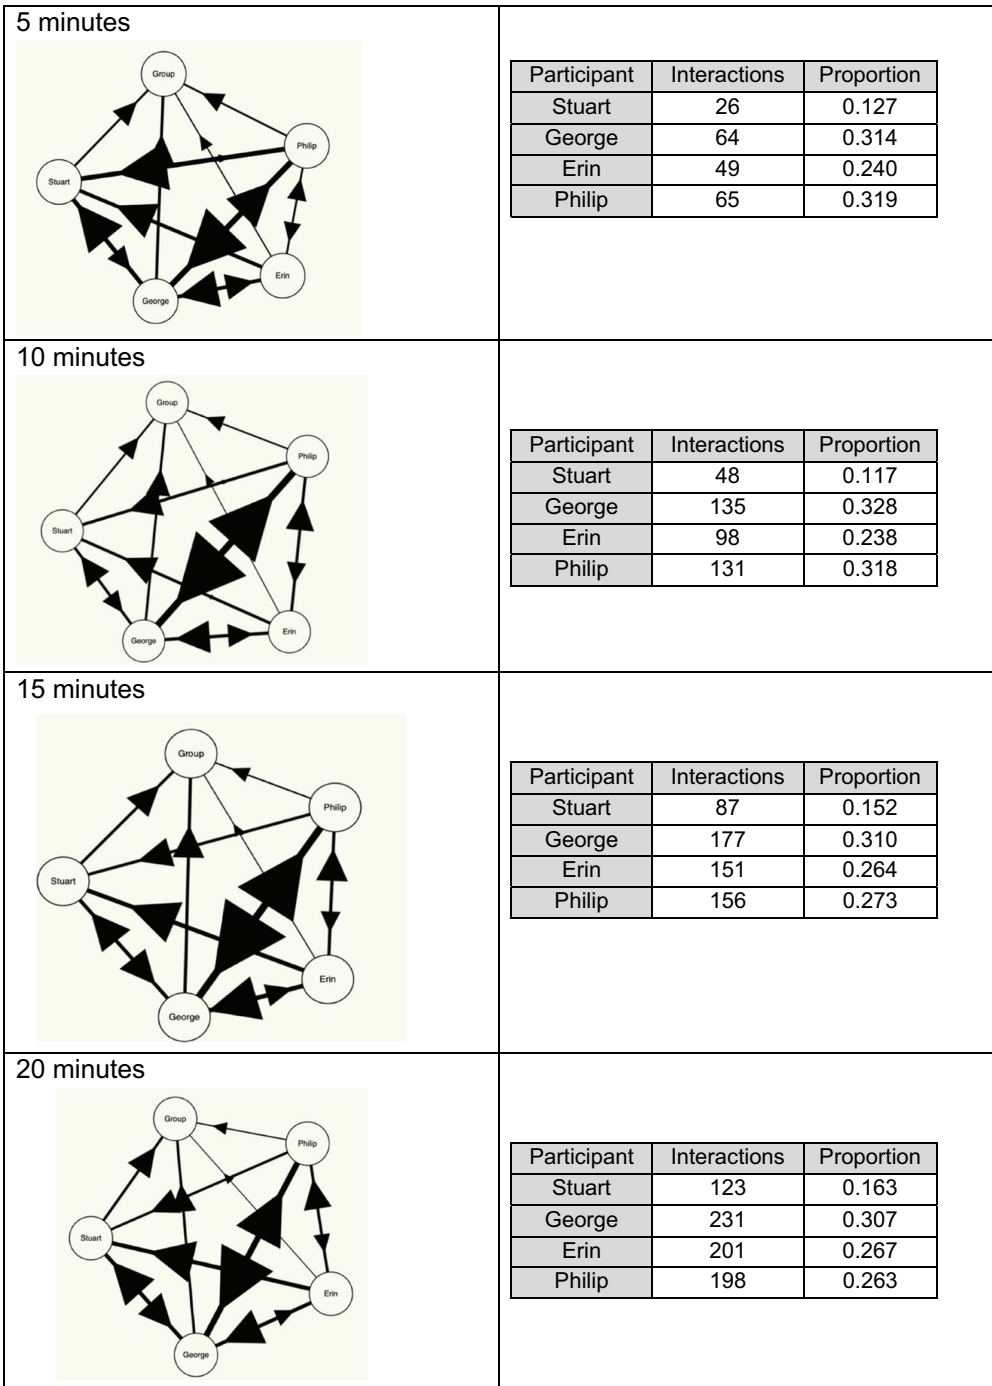 5 minutes
Group
Philip
Stuart
Erin
George
Participant Interactions Proportion
Stuart 26 0.127
George 64 0.314
Erin 49 0.240
Philip 65 0.319
10 minutes
Group
Philip
Stuart
Erin
George
Participant Interactions Proportion
Stuart 48 0.117
George 135 0.328
Erin 98 0.238
Philip 131 0.318
15 minutes
Group
Philip
Stuart
Erin
George
Participant Interactions Proportion
Stuart 87 0.152
George 177 0.310
Erin 151 0.264
Philip 156 0.273
20 minutes
Group
Philip
Stuart
Erin
George
Participant Interactions Proportion
Stuart 123 0.163
George 231 0.307
Erin 201 0.267
Philip 198 0.263